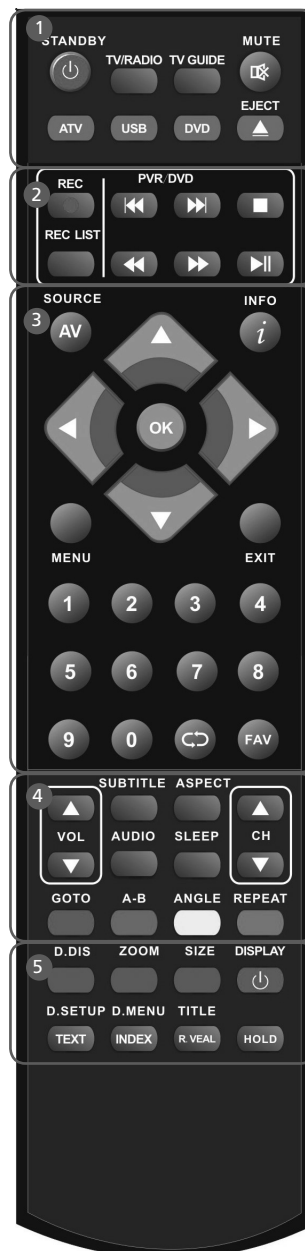 1
STANDBY MUTE
TV/RADIO TV GUIDE
EJECT
ATV USB DVD
2
REC PVR/DVD
REC LIST
SOURCE INFO
3
AV i
OK
MENU EXIT
1 2 3 4
5 6 7 8
9 0 FAV
4
SUBTITLE ASPECT
VOL AUDIO SLEEP CH
GOTO A-B ANGLE REPEAT
5
D.DIS ZOOM SIZE DISPLAY
D.SETUP D.MENU TITLE
TEXT INDEX R.VEAL HOLD